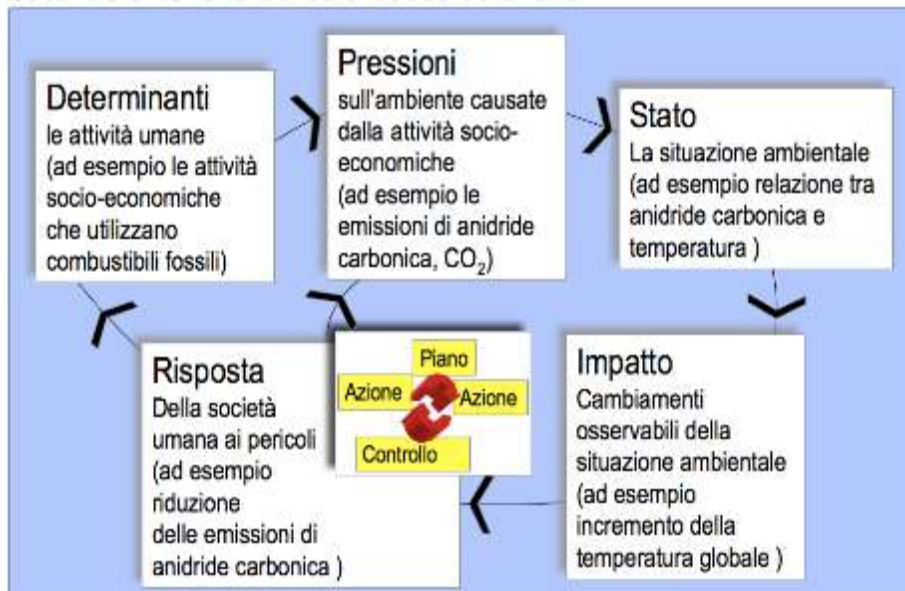 Determinanti
le attività umane
(ad esempio le attività
socio-economiche
che utilizzano
combustibili fossili)
Pressioni
sull'ambiente causate
dalla attività socio-
economiche
(ad esempio le
emissioni di anidride
carbonica, CO₂)
Stato
La situazione ambientale
(ad esempio relazione tra
anidride carbonica e
temperatura )
Impatto
Cambiamenti
osservabili della
situazione ambientale
(ad esempio
incremento della
temperatura globale )
Piano
Azione
Azione
Controllo
Risposta
Della società
umana ai pericoli
(ad esempio
riduzione
delle emissioni di
anidride carbonica )